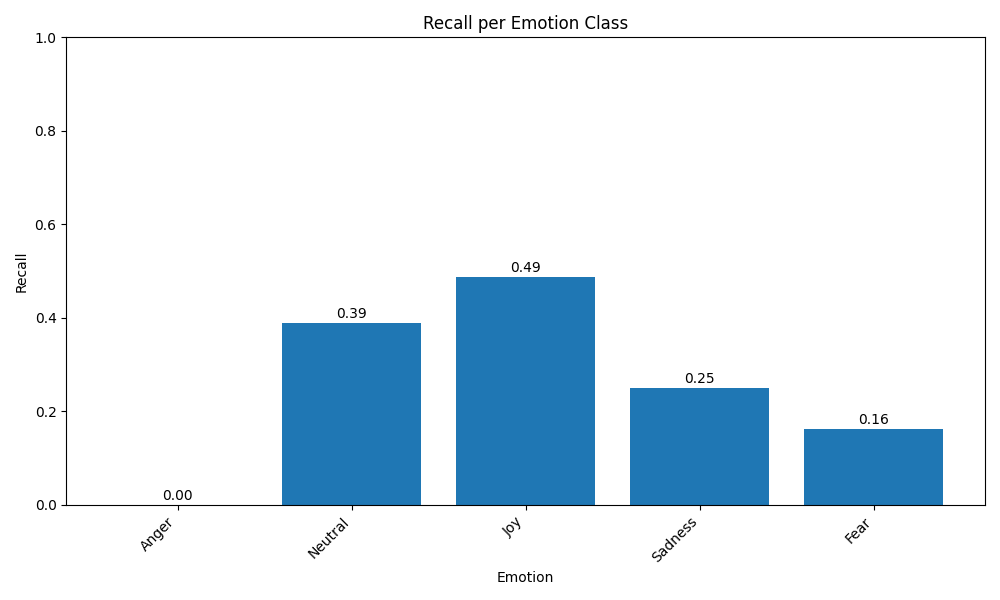 Recall per Emotion Class
1.0
0.8
0.6
0.4
0.2
0.0
Recall
0.00
0.39
0.49
0.25
0.16
Anger
Neutral
Joy
Sadness
Fear
Emotion